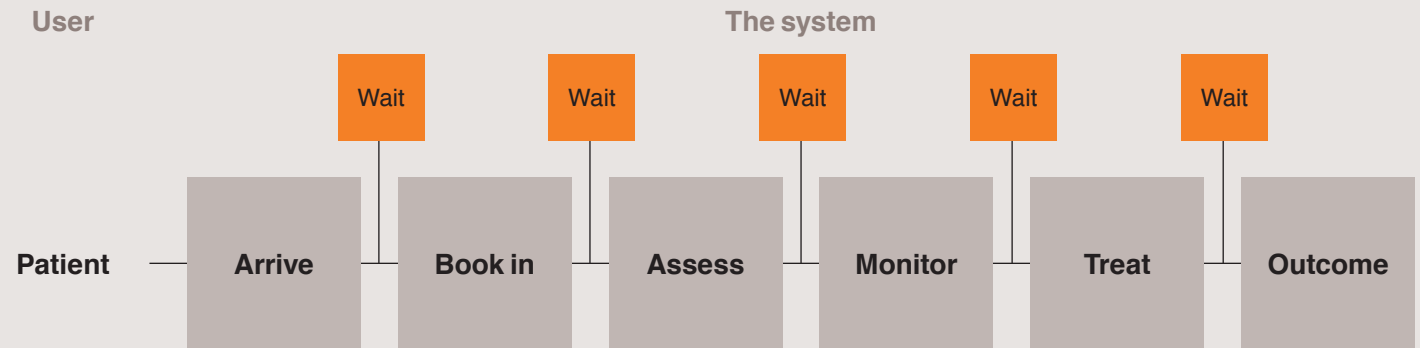 User
The system
Wait
Wait
Wait
Wait
Wait
Patient
Arrive
Book in
Assess
Monitor
Treat
Outcome